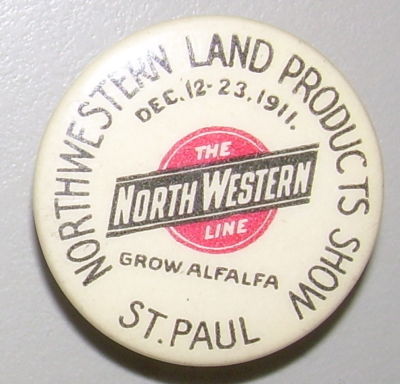 NORTHWESTERN LAND PRODUCTS SHOW
DEC. 12-23, 1911.
THE
NORTH WESTERN
LINE
GROW ALFALFA
ST. PAUL